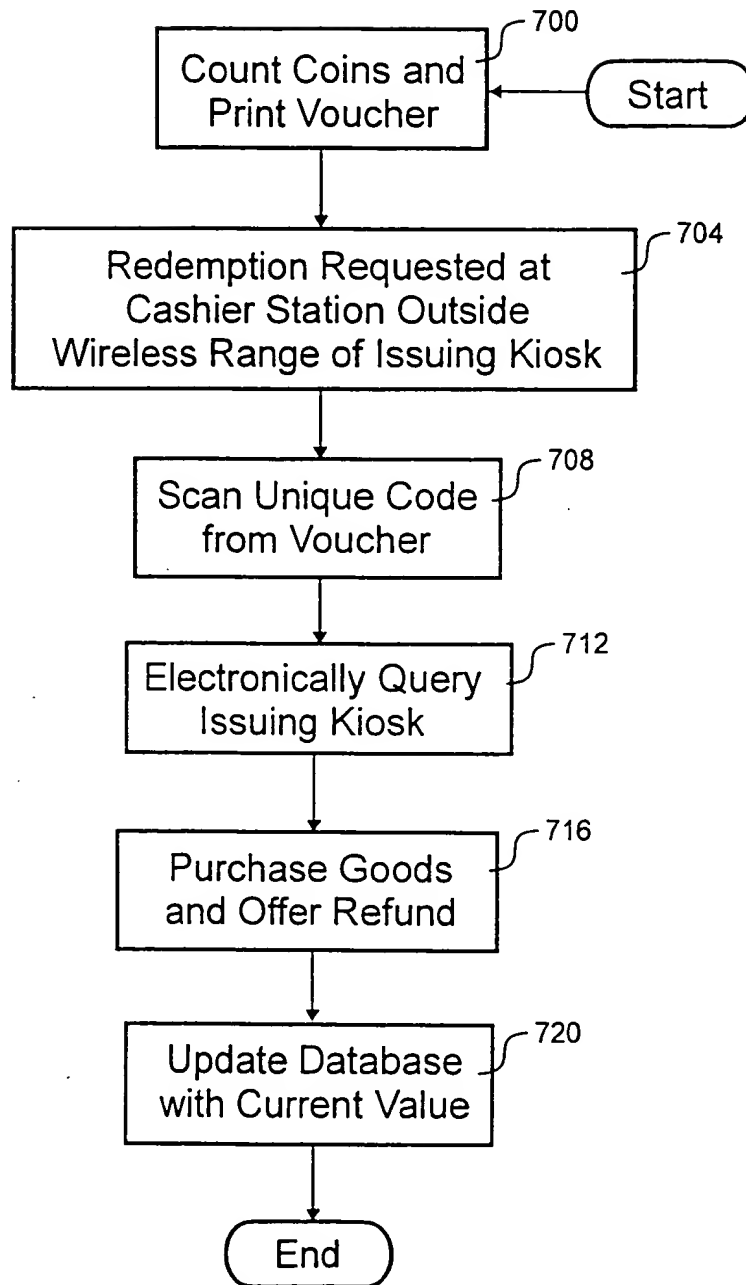 700
Count Coins and
Print Voucher
Start
704
Redemption Requested at
Cashier Station Outside
Wireless Range of Issuing Kiosk
708
Scan Unique Code
from Voucher
712
Electronically Query
Issuing Kiosk
716
Purchase Goods
and Offer Refund
720
Update Database
with Current Value
End